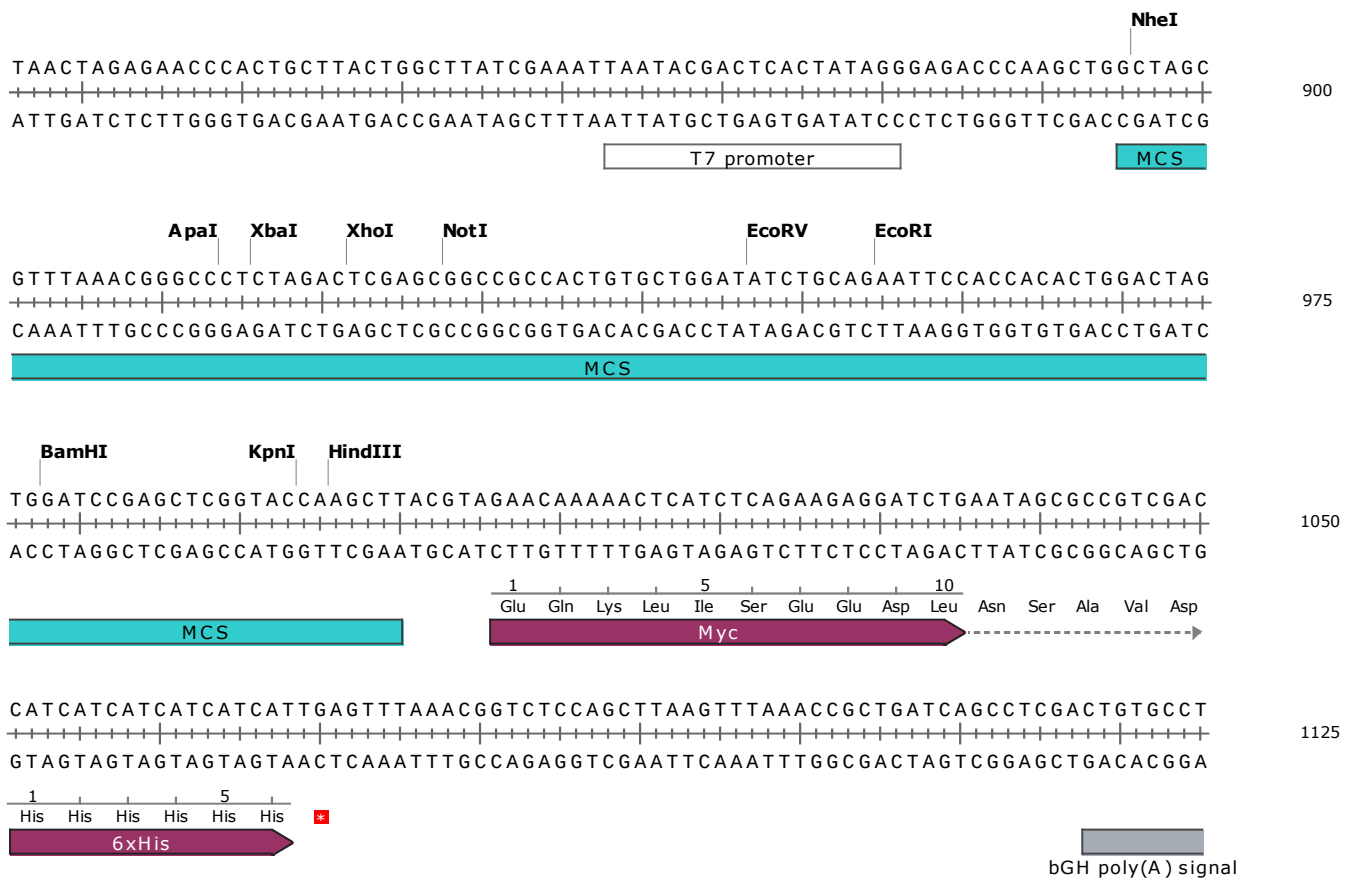 NheI
TAACTAGAGAACCCACTGCTTACTGGCTTATCGAAATTAATACGACTCACTATAGGGAGACCCAAGCTGGCTAGC
900
ATTGATCTCTTGGGTGACGAATGACCGAATAGCTTTAATTATGCTGAGTGATATCCCTCTGGGTTCGACCGATCG
T7 promoter MCS
ApaI XbaI XhoI NotI EcoRV EcoRI
GTTTAAACGGGCCCTCTAGACTCGAGCGGCCGCCACTGTGCTGGATATCTGCAGAATTCCACCACACTGGACTAG
975
CAAATTTGCCCGGGAGATCTGAGCTCGCCGGCGGTGACACGACCTATAGACGTCTTAAGGTGGTGTGACCTGATC
MCS
BamHI KpnI HindIII
TGGATCCGAGCTCGGTACCAAGCTTACGTAGAACAAAAACTCATCTCAGAAGAGGATCTGAATAGCGCCGTCGAC
1050
ACCTAGGCTCGAGCCATGGTTCGAATGCATCTTGTTTTTGAGTAGAGTCTTCTCCTAGACTTATCGCGGCAGCTG
1 5 10
Glu Gln Lys Leu Ile Ser Glu Glu Asp Leu Asn Ser Ala Val Asp
MCS Myc
CATCATCATCATCATCATTGAGTTTAAACGGTCTCCAGCTTAAGTTTAAACCGCTGATCAGCCTCGACTGTGCCT
1125
GTAGTAGTAGTAGTAGTAACTCAAATTTGCCAGAGGTCGAATTCAAATTTGGCGACTAGTCGGAGCTGACACGGA
1 5
His His His His His His *
6xHis
bGH poly(A) signal